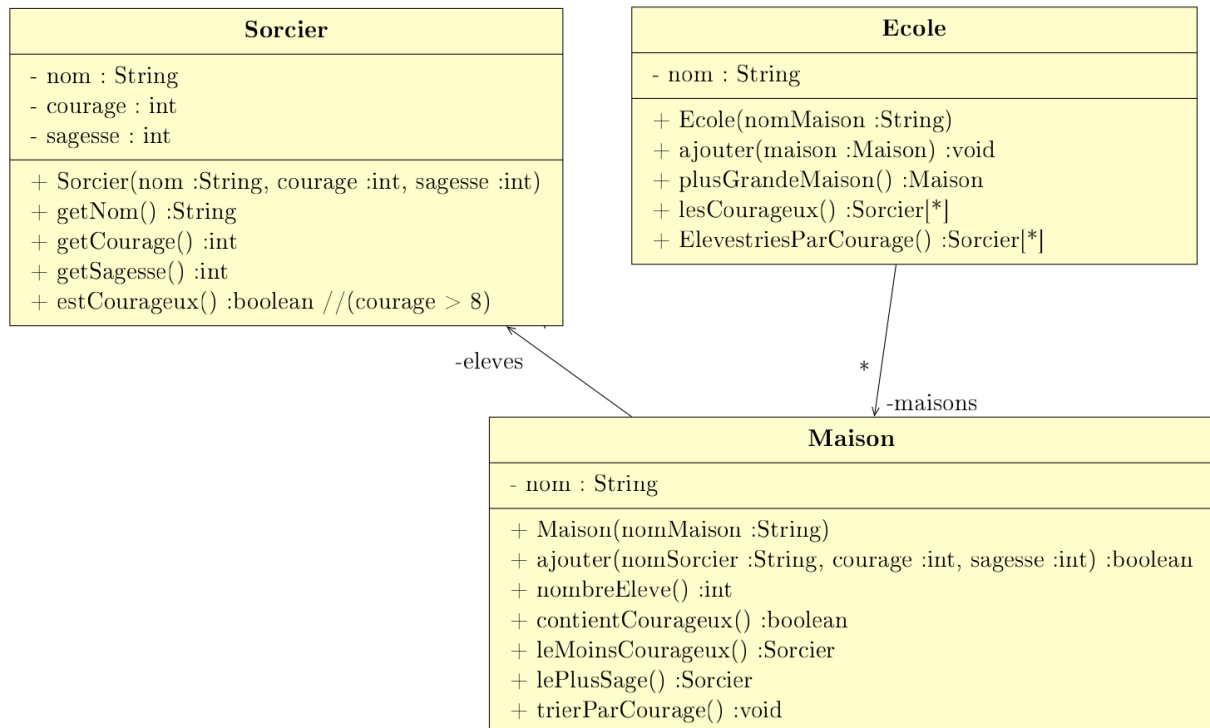 Sorcier
- nom : String
- courage : int
- sagesse : int
+ Sorcier(nom :String, courage :int, sagesse :int)
+ getNom() :String
+ getCourage() :int
+ getSagesse() :int
+ estCourageux() :boolean //(courage > 8)
Ecole
- nom : String
+ Ecole(nomMaison :String)
+ ajouter(maison :Maison) :void
+ plusGrandeMaison() :Maison
+ lesCourageux() :Sorcier[*]
+ ElevestriesParCourage() :Sorcier[*]
-eleves
*
-maisons
Maison
- nom : String
+ Maison(nomMaison :String)
+ ajouter(nomSorcier :String, courage :int, sagesse :int) :boolean
+ nombreEleve() :int
+ contientCourageux() :boolean
+ leMoinsCourageux() :Sorcier
+ lePlusSage() :Sorcier
+ trierParCourage() :void